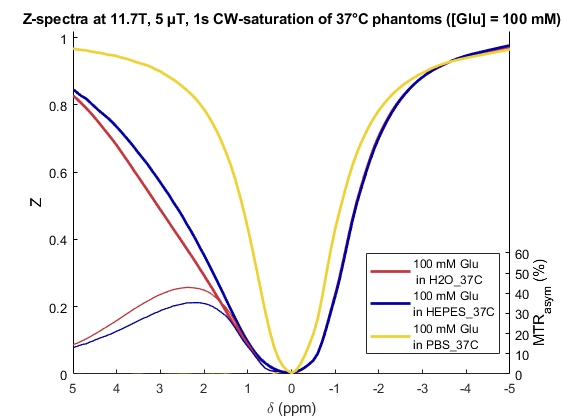 Z-spectra at 11.7T, 5 μT, 1s CW-saturation of 37°C phantoms ([Glu] = 100 mM)
1
0.8
0.6
0.4
0.2
0
Z
5 4 3 2 1 0 -1 -2 -3 -4 -5
δ (ppm)
60
50
40
30
20
10
0
MTRasym (%)
100 mM Glu
in H2O_37C
100 mM Glu
in HEPES_37C
100 mM Glu
in PBS_37C